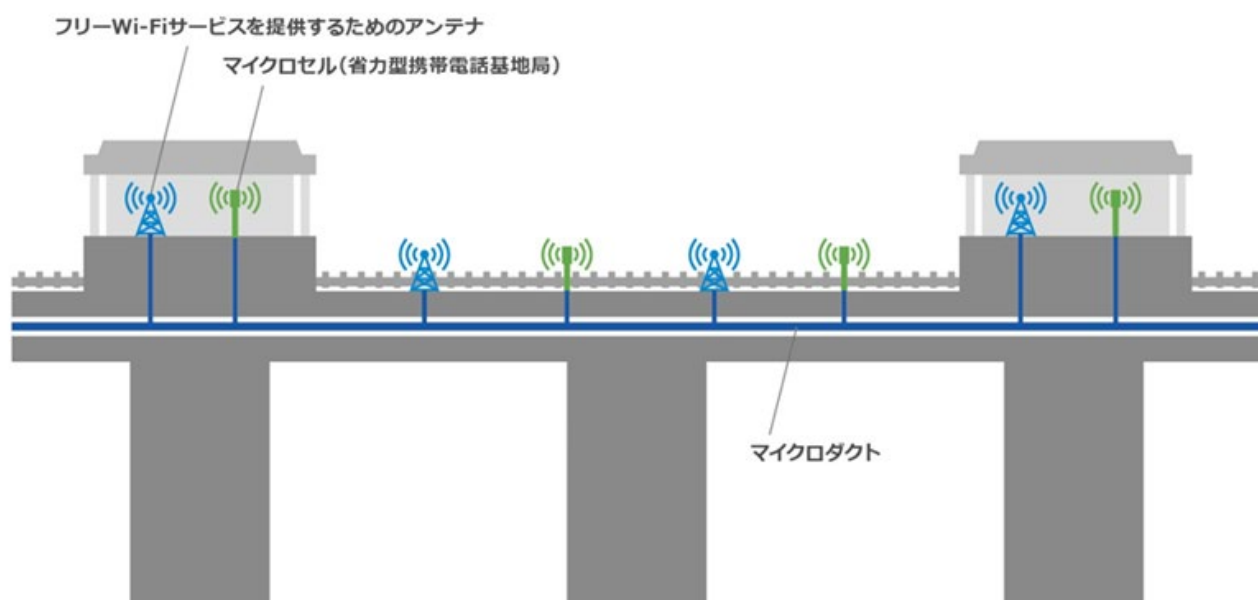 フリーWi-Fiサービスを提供するためのアンテナ
マイクロセル（省力型携帯電話基地局）
マイクロダクト